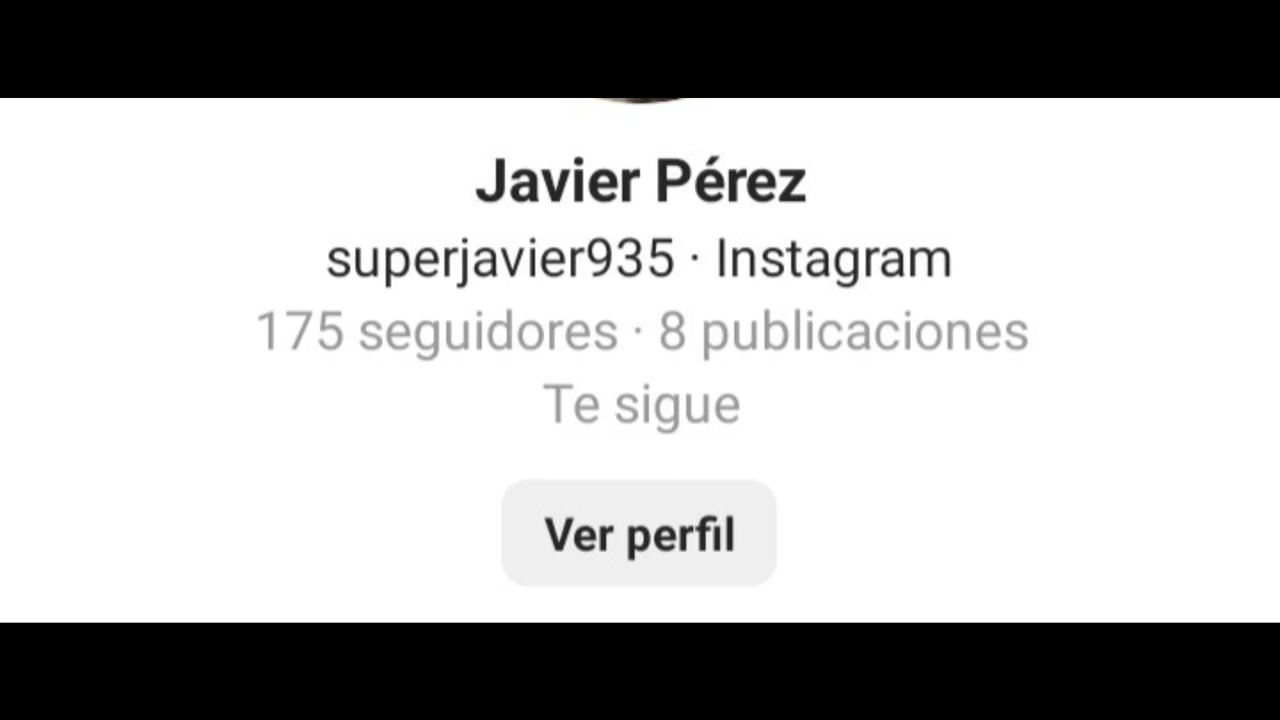 Javier Pérez
superjavier935 · Instagram
175 seguidores · 8 publicaciones
Te sigue
Ver perfil